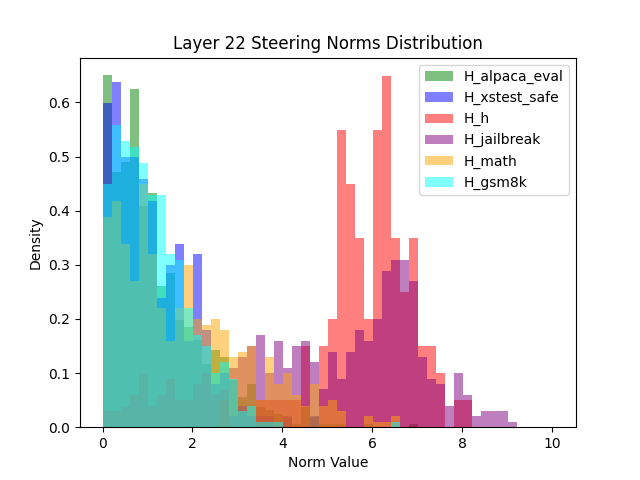 Layer 22 Steering Norms Distribution
H_alpaca_eval
H_xstest_safe
H_h
H_jailbreak
H_math
H_gsm8k
Density
0.6
0.5
0.4
0.3
0.2
0.1
0.0
0 2 4 6 8 10
Norm Value